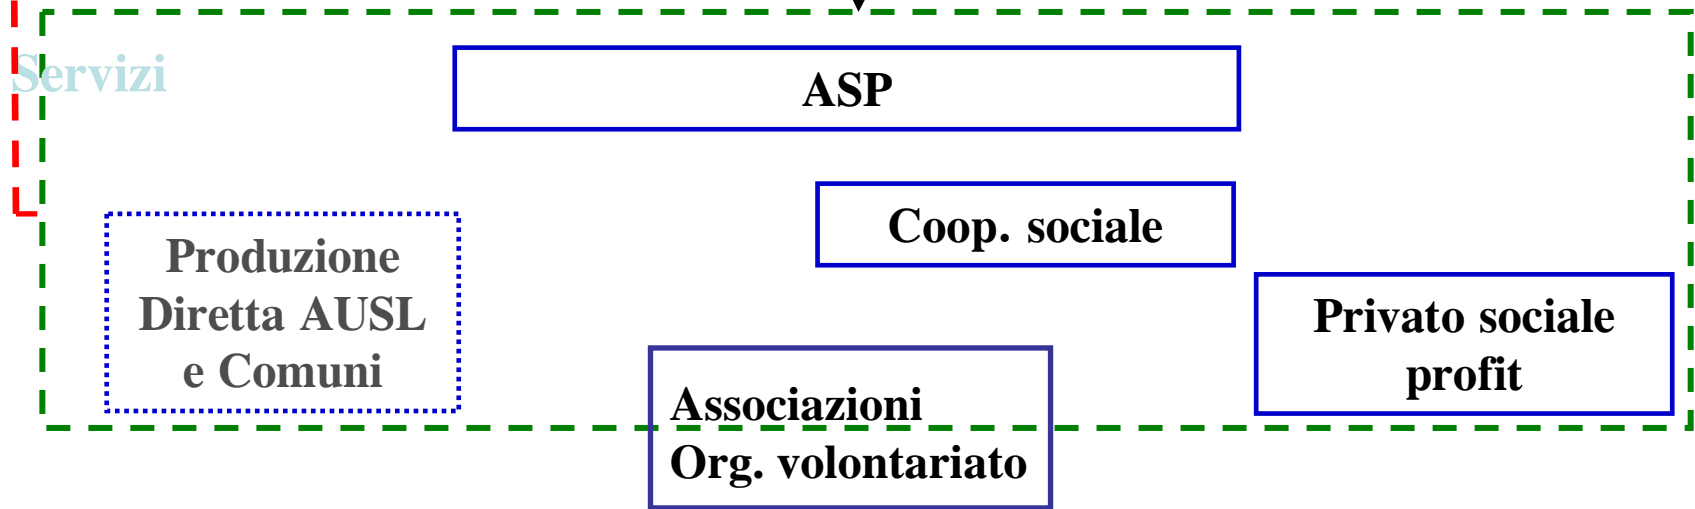 Servizi
ASP
Coop. sociale
Produzione
Diretta AUSL
e Comuni
Privato sociale
profit
Associazioni
Org. volontariato